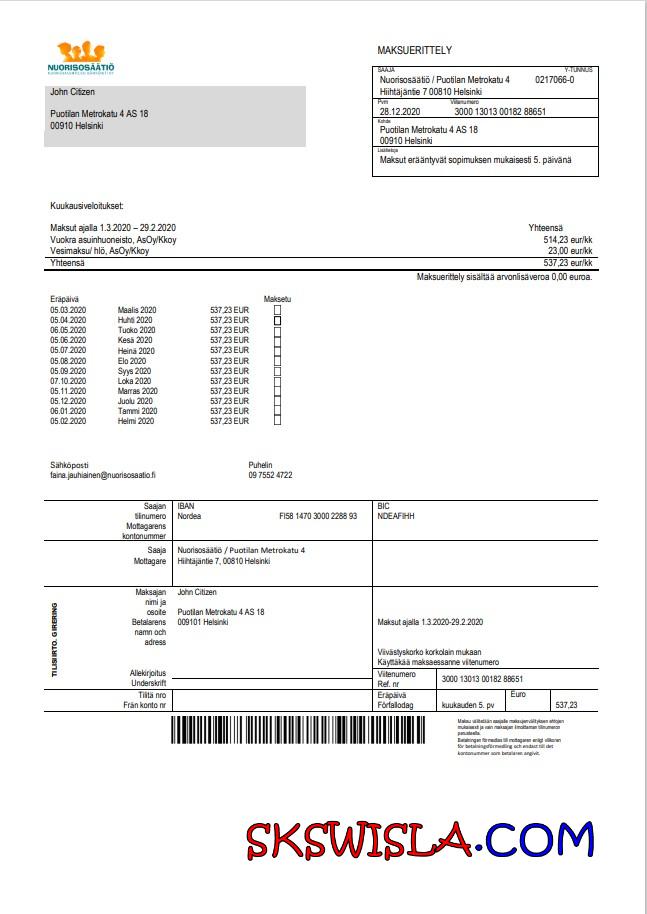 NUORISOSÄÄTIÖ
MAKSUERITTELY
SAAJA Y-TUNNUS
Nuorisosäätiö / Puotilan Metrokatu 4 0217066-0
Hiihtäjäntie 7 00810 Helsinki
Pvm Viitenumero
28.12.2020 3000 13013 00182 88651
Kohde
Puotilan Metrokatu 4 AS 18
00910 Helsinki
Lisätietoja
Maksut erääntyvät sopimuksen mukaisesti 5. päivänä
John Citizen
Puotilan Metrokatu 4 AS 18
00910 Helsinki
Kuukausiveloitukset:
Maksut ajalla 1.3.2020 – 29.2.2020 Yhteensä
Vuokra asuinhuoneisto, AsOy/Kkoy 514,23 eur/kk
Vesimaksu/ hlö, AsOy/Kkoy 23,00 eur/kk
Yhteensä 537,23 eur/kk
Maksuerittely sisältää arvonlisäveroa 0,00 euroa.
Eräpäivä Maksetu
05.03.2020 Maalis 2020 537,23 EUR
05.04.2020 Huhti 2020 537,23 EUR
06.05.2020 Tuoko 2020 537,23 EUR
05.06.2020 Kesä 2020 537,23 EUR
05.07.2020 Heinä 2020 537,23 EUR
05.08.2020 Elo 2020 537,23 EUR
05.09.2020 Syys 2020 537,23 EUR
07.10.2020 Loka 2020 537,23 EUR
05.11.2020 Marras 2020 537,23 EUR
05.12.2020 Juolu 2020 537,23 EUR
06.01.2020 Tammi 2020 537,23 EUR
05.02.2020 Helmi 2020 537,23 EUR
Sähköposti Puhelin
faina.jauhiainen@nuorisosaatio.fi 09 7552 4722
Saajan IBAN BIC
tilinumero Nordea FI58 1470 3000 2288 93 NDEAFIHH
Mottagarens
kontonummer
Saaja Nuorisosäätiö / Puotilan Metrokatu 4
Mottagare Hiihtäjäntie 7, 00810 Helsinki
Maksajan John Citizen
nimi ja
osoite Puotilan Metrokatu 4 AS 18
Betalarens 009101 Helsinki Maksut ajalla 1.3.2020-29.2.2020
namn och
adress
TILISIIRTO. GIRERING
Viivästyskorko korkolain mukaan
Käyttäkää maksaessanne viitenumero
Allekirjoitus
Underskrift
Viitenumero
Ref. nr 3000 13013 00182 88651
Tilitä nro Eräpäivä Euro
Från konto nr Förfallodag kuukauden 5. pv 537,23
Maksu välitetään saajalle maksujenvälityksen ehtojen
mukaisesti ja vain maksajan ilmoittaman tilinumeron
perusteella.
Betalningen förmedlas till mottagaren enligt villkoren
för betalningsförmedling och endast till det
kontonummer som betalaren angivit.
SKSWISLA.COM